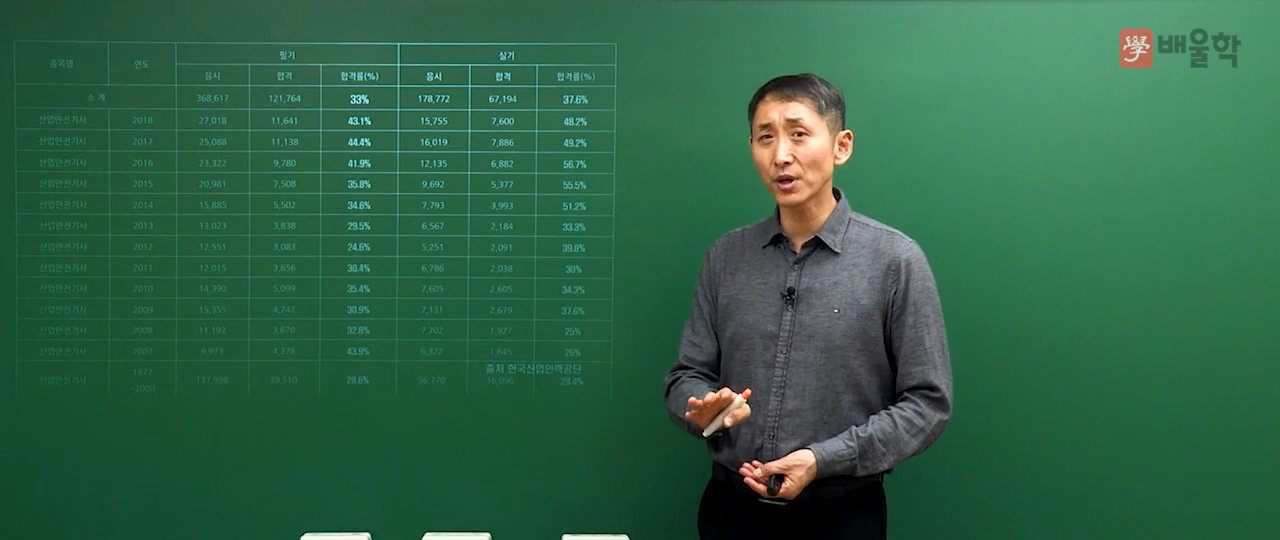 學 배울학
종목명 연도 필기 실기
응시 합격 합격률(%) 응시 합격 합격률(%)
소 계 368,617 121,764 33% 178,772 67,194 37.6%
산업안전기사 2018 27,018 11,641 43.1% 15,755 7,600 48.2%
산업안전기사 2017 25,088 11,138 44.4% 16,019 7,886 49.2%
산업안전기사 2016 23,322 9,780 41.9% 12,135 6,882 56.7%
산업안전기사 2015 20,981 7,508 35.8% 9,692 5,377 55.5%
산업안전기사 2014 15,885 5,502 34.6% 7,793 3,993 51.2%
산업안전기사 2013 13,023 3,838 29.5% 6,567 2,184 33.3%
산업안전기사 2012 12,551 3,083 24.6% 5,251 2,091 39.8%
산업안전기사 2011 12,015 3,656 30.4% 6,786 2,038 30%
산업안전기사 2010 14,390 5,099 35.4% 7,605 2,605 34.3%
산업안전기사 2009 15,355 4,747 30.9% 7,131 2,679 37.6%
산업안전기사 2008 11,192 3,670 32.8% 7,702 1,927 25%
산업안전기사 2007 9,973 4,378 43.9% 6,322 1,645 26%
출처 한국산업인력공단
산업안전기사 1977 ~2000 137,998 39,510 28.6% 56,770 16,096 28.4%